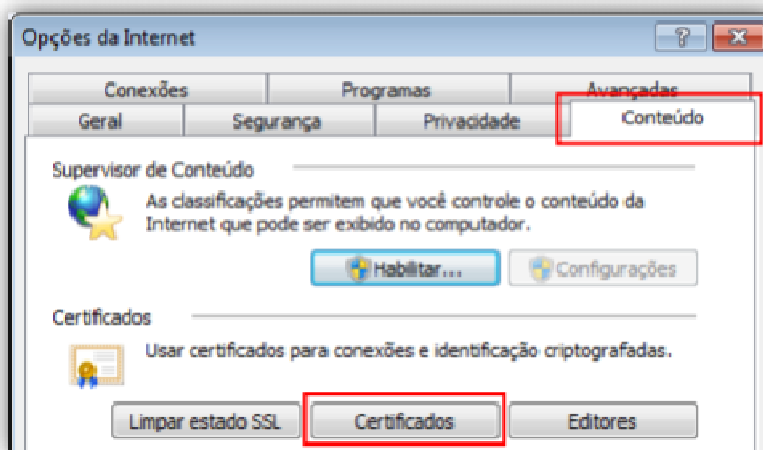 Opções da Internet
Conexões Programas Avançadas
Geral Segurança Privacidade Conteúdo
Supervisor de Conteúdo
As classificações permitem que você controle o conteúdo da
Internet que pode ser exibido no computador.
Habilitar... Configurações
Certificados
Usar certificados para conexões e identificação criptografadas.
Limpar estado SSL Certificados Editores